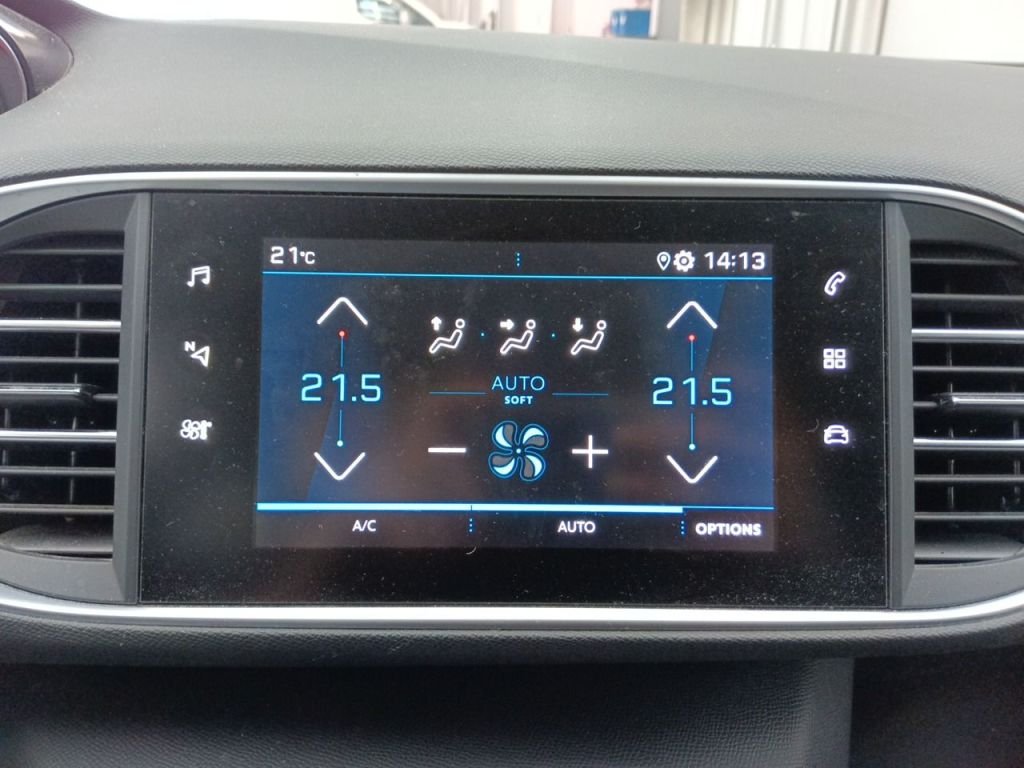 21°C 14:13
N
21.5 AUTO 21.5
SOFT
A/C AUTO OPTIONS